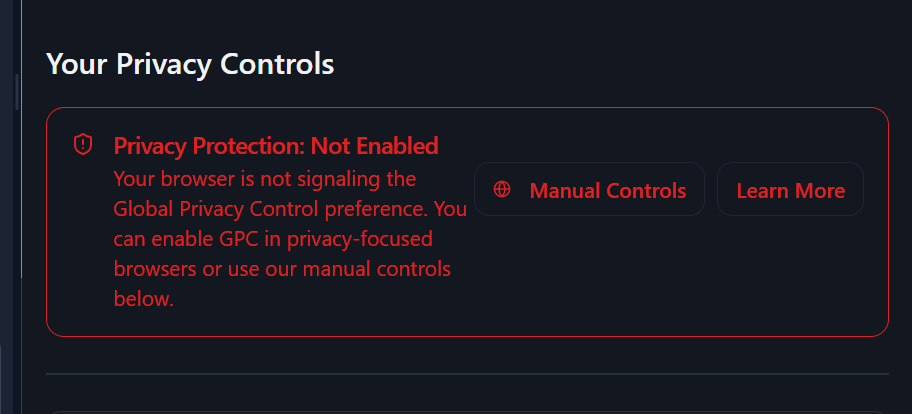 Your Privacy Controls
Privacy Protection: Not Enabled
Your browser is not signaling the
Global Privacy Control preference. You
can enable GPC in privacy-focused
browsers or use our manual controls
below.
Manual Controls
Learn More